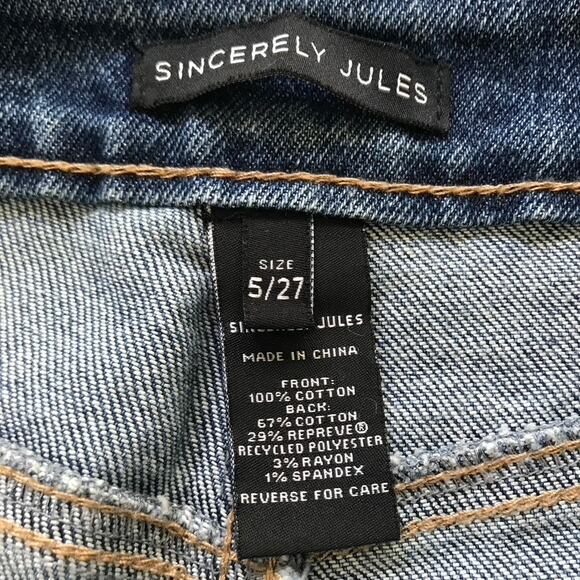 SINCERELY JULES
SIZE
5/27
SINCERELY JULES
MADE IN CHINA
FRONT:
100% COTTON
BACK:
67% COTTON
29% REPREVE®
RECYCLED POLYESTER
3% RAYON
1% SPANDEX
REVERSE FOR CARE